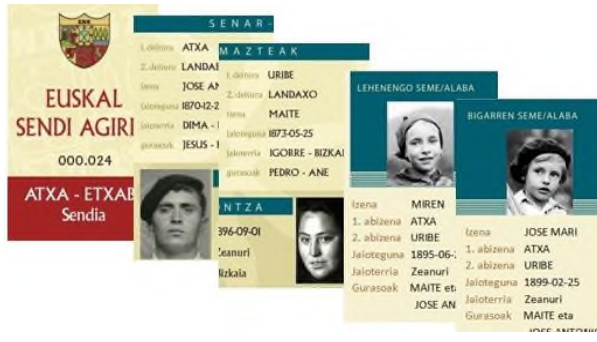 EUSKAL
SENDI AGIRI
000.024
ATXA - ETXAB
Sendia
SENAR-
1. deitura ATXA
2. deitura LANDA
Izena JOSE AN
Jaioteguna 1870-12-2
Jaioterria DIMA -
gurasoak JESUS -
MAZTEAK
1. deitura URIBE
2. deitura LANDAXO
Izena MAITE
Jaioteguna 1873-05-25
Jaioterria IGORRE - BIZKAI
gurasoak PEDRO - ANE
ONTZA
896-09-01
Zeanuri
Bizkaia
LEHENENGO SEME/ALABA
Izena MIREN
1. abizena ATXA
2. abizena URIBE
Jaioteguna 1895-06-
Jaioterria Zeanuri
Gurasoak MAITE eta
JOSE AN
BIGARREN SEME/ALABA
Izena JOSE MARI
1. abizena ATXA
2. abizena URIBE
Jaioteguna 1899-02-25
Jaioterria Zeanuri
Gurasoak MAITE eta
JOSE ANTONIO